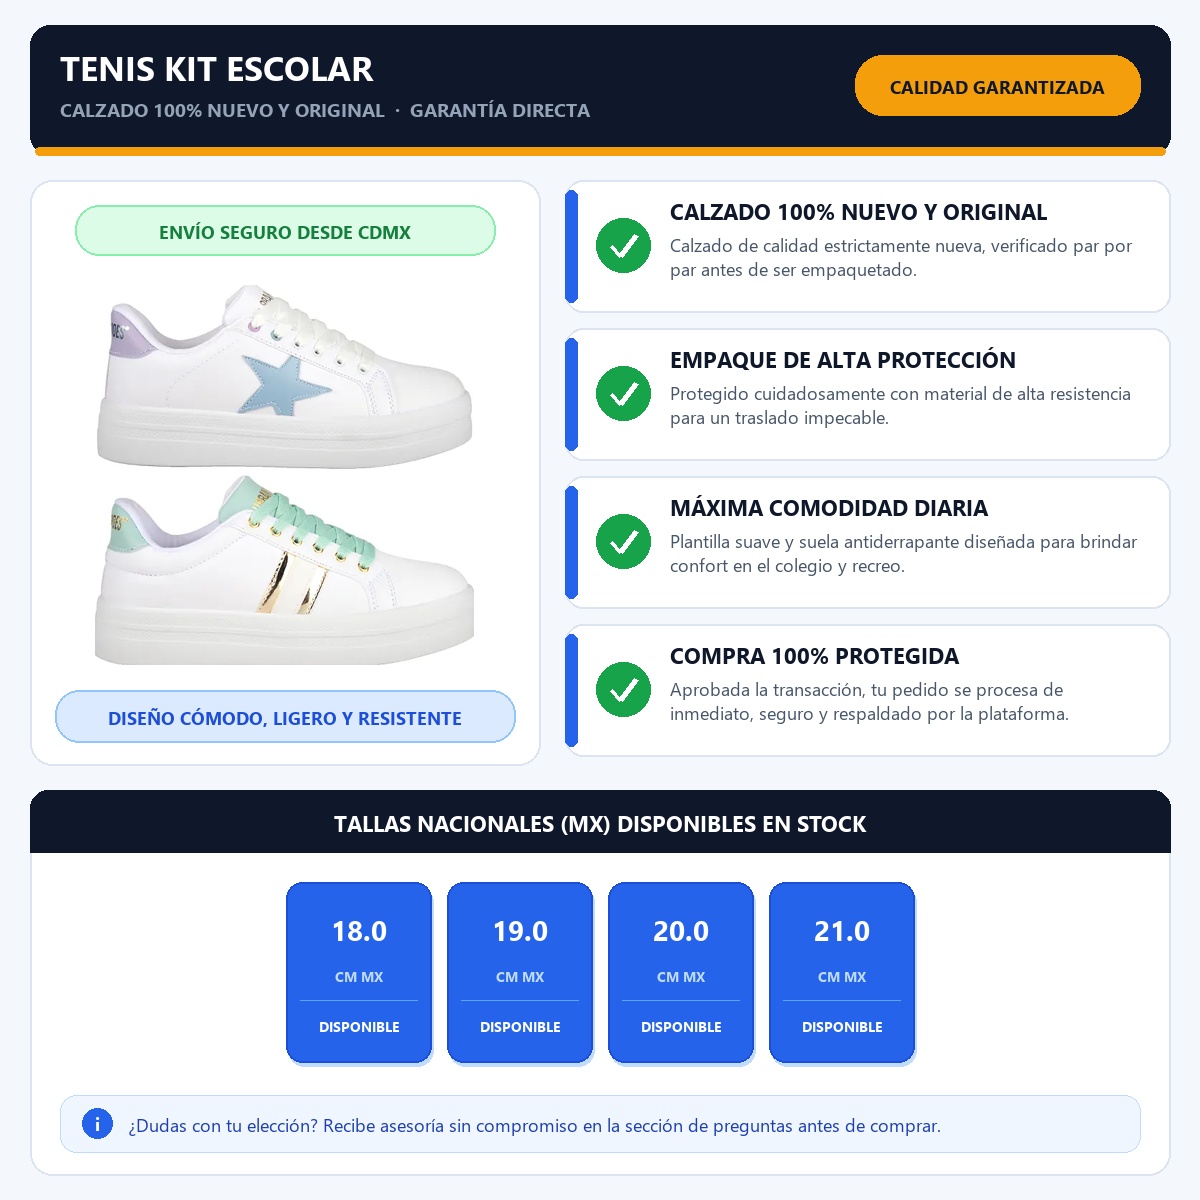 TENIS KIT ESCOLAR
CALZADO 100% NUEVO Y ORIGINAL · GARANTÍA DIRECTA
CALIDAD GARANTIZADA
ENVÍO SEGURO DESDE CDMX
DISEÑO CÓMODO, LIGERO Y RESISTENTE
CALZADO 100% NUEVO Y ORIGINAL
Calzado de calidad estrictamente nueva, verificado par por
par antes de ser empaquetado.
EMPAQUE DE ALTA PROTECCIÓN
Protegido cuidadosamente con material de alta resistencia
para un traslado impecable.
MÁXIMA COMODIDAD DIARIA
Plantilla suave y suela antiderrapante diseñada para brindar
confort en el colegio y recreo.
COMPRA 100% PROTEGIDA
Aprobada la transacción, tu pedido se procesa de
inmediato, seguro y respaldado por la plataforma.
TALLAS NACIONALES (MX) DISPONIBLES EN STOCK
18.0
CM MX
DISPONIBLE
19.0
CM MX
DISPONIBLE
20.0
CM MX
DISPONIBLE
21.0
CM MX
DISPONIBLE
¿Dudas con tu elección? Recibe asesoría sin compromiso en la sección de preguntas antes de comprar.